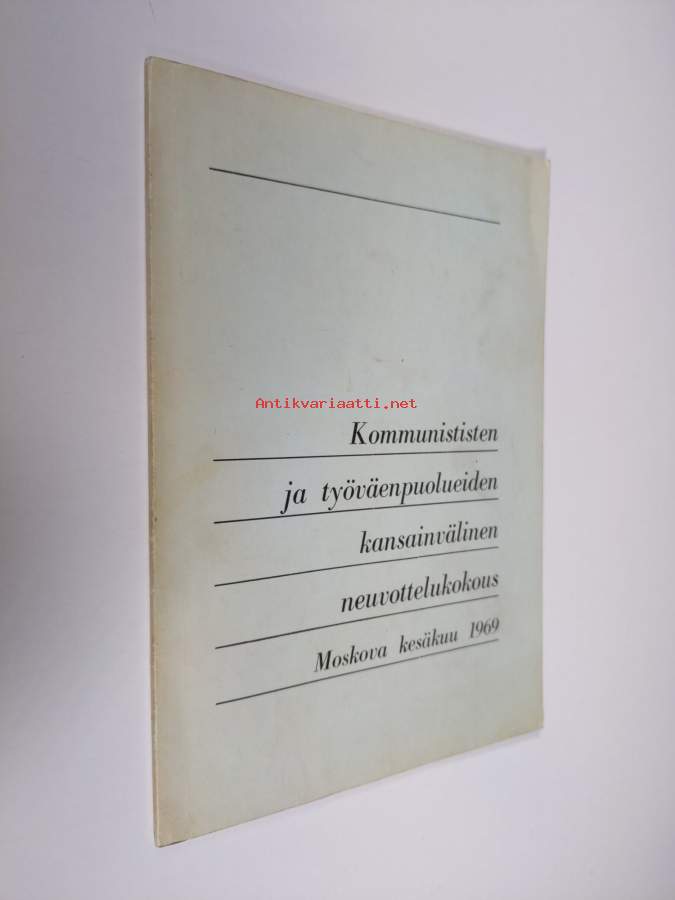 Antikvariaatti.net
Kommunististen
ja työväenpuolueiden
kansainvälinen
neuvottelukokous
Moskova kesäkuu 1969